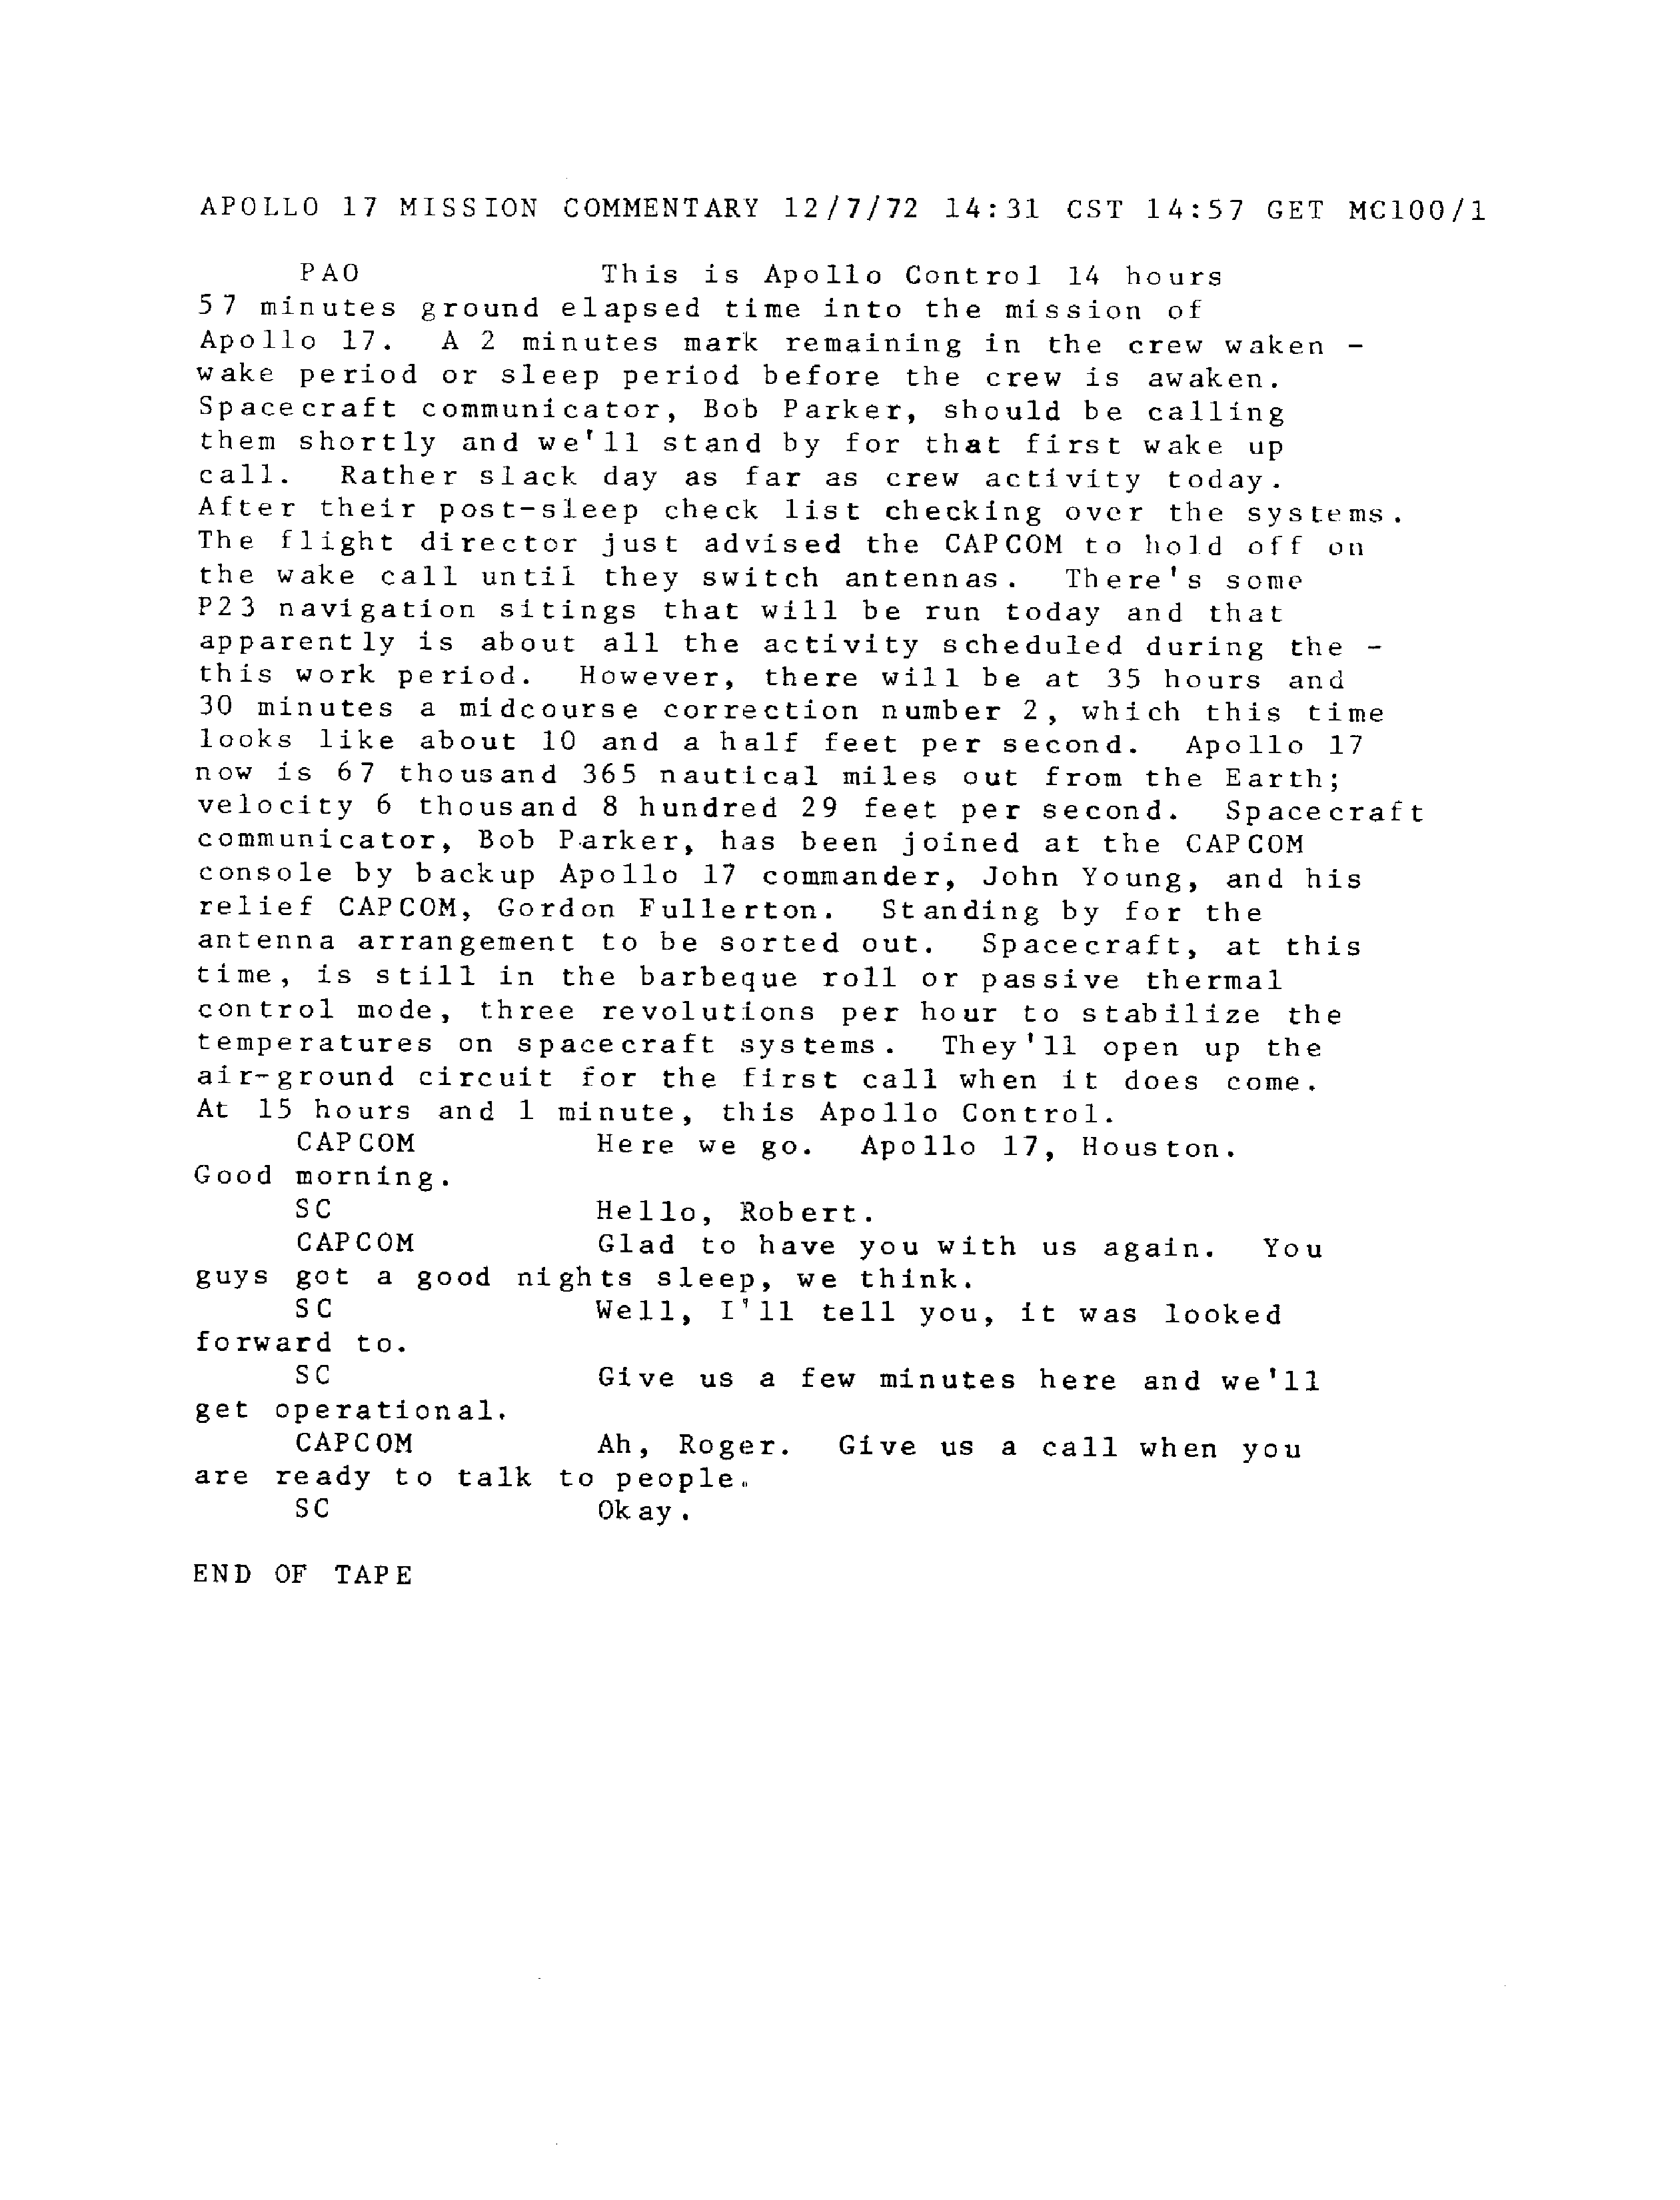 APOLLO 17 MISSION COMMENTARY 12/7/72 14:31 CST 14:57 GET MC100/1
PAO This is Apollo Control 14 hours
57 minutes ground elapsed time into the mission of
Apollo 17. A 2 minutes mark remaining in the crew waken -
wake period or sleep period before the crew is awaken.
Spacecraft communicator, Bob Parker, should be calling
them shortly and we'll stand by for that first wake up
call. Rather slack day as far as crew activity today.
After their post-sleep check list checking over the systems.
The flight director just advised the CAPCOM to hold off on
the wake call until they switch antennas. There's some
P23 navigation sitings that will be run today and that
apparently is about all the activity scheduled during the -
this work period. However, there will be at 35 hours and
30 minutes a midcourse correction number 2, which this time
looks like about 10 and a half feet per second. Apollo 17
now is 67 thousand 365 nautical miles out from the Earth;
velocity 6 thousand 8 hundred 29 feet per second. Spacecraft
communicator, Bob Parker, has been joined at the CAPCOM
console by backup Apollo 17 commander, John Young, and his
relief CAPCOM, Gordon Fullerton. Standing by for the
antenna arrangement to be sorted out. Spacecraft, at this
time, is still in the barbeque roll or passive thermal
control mode, three revolutions per hour to stabilize the
temperatures on spacecraft systems. They'll open up the
air-ground circuit for the first call when it does come.
At 15 hours and 1 minute, this Apollo Control.
CAPCOM Here we go. Apollo 17, Houston.
Good morning.
SC Hello, Robert.
CAPCOM Glad to have you with us again. You
guys got a good nights sleep, we think.
SC Well, I'll tell you, it was looked
forward to.
SC Give us a few minutes here and we'll
get operational.
CAPCOM Ah, Roger. Give us a call when you
are ready to talk to people.
SC Okay.
END OF TAPE